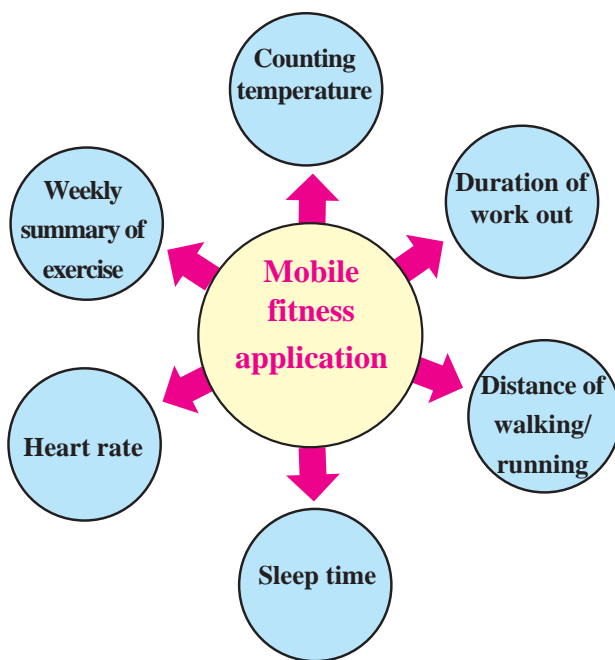 Counting
temperature
Weekly
summary of
exercise
Duration of
work out
Mobile
fitness
application
Heart rate
Distance of
walking/
running
Sleep time